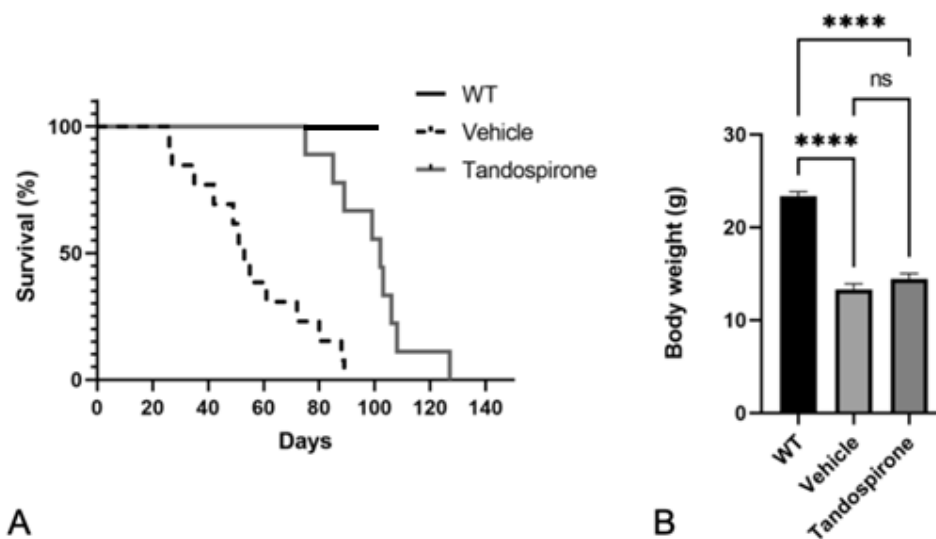 WT
Vehicle
Tandospirone
Survival (%)
100
50
0
0 20 40 60 80 100 120 140
Days
A
****
ns
****
Body weight (g)
30
20
10
0
WT
Vehicle
Tandospirone
B